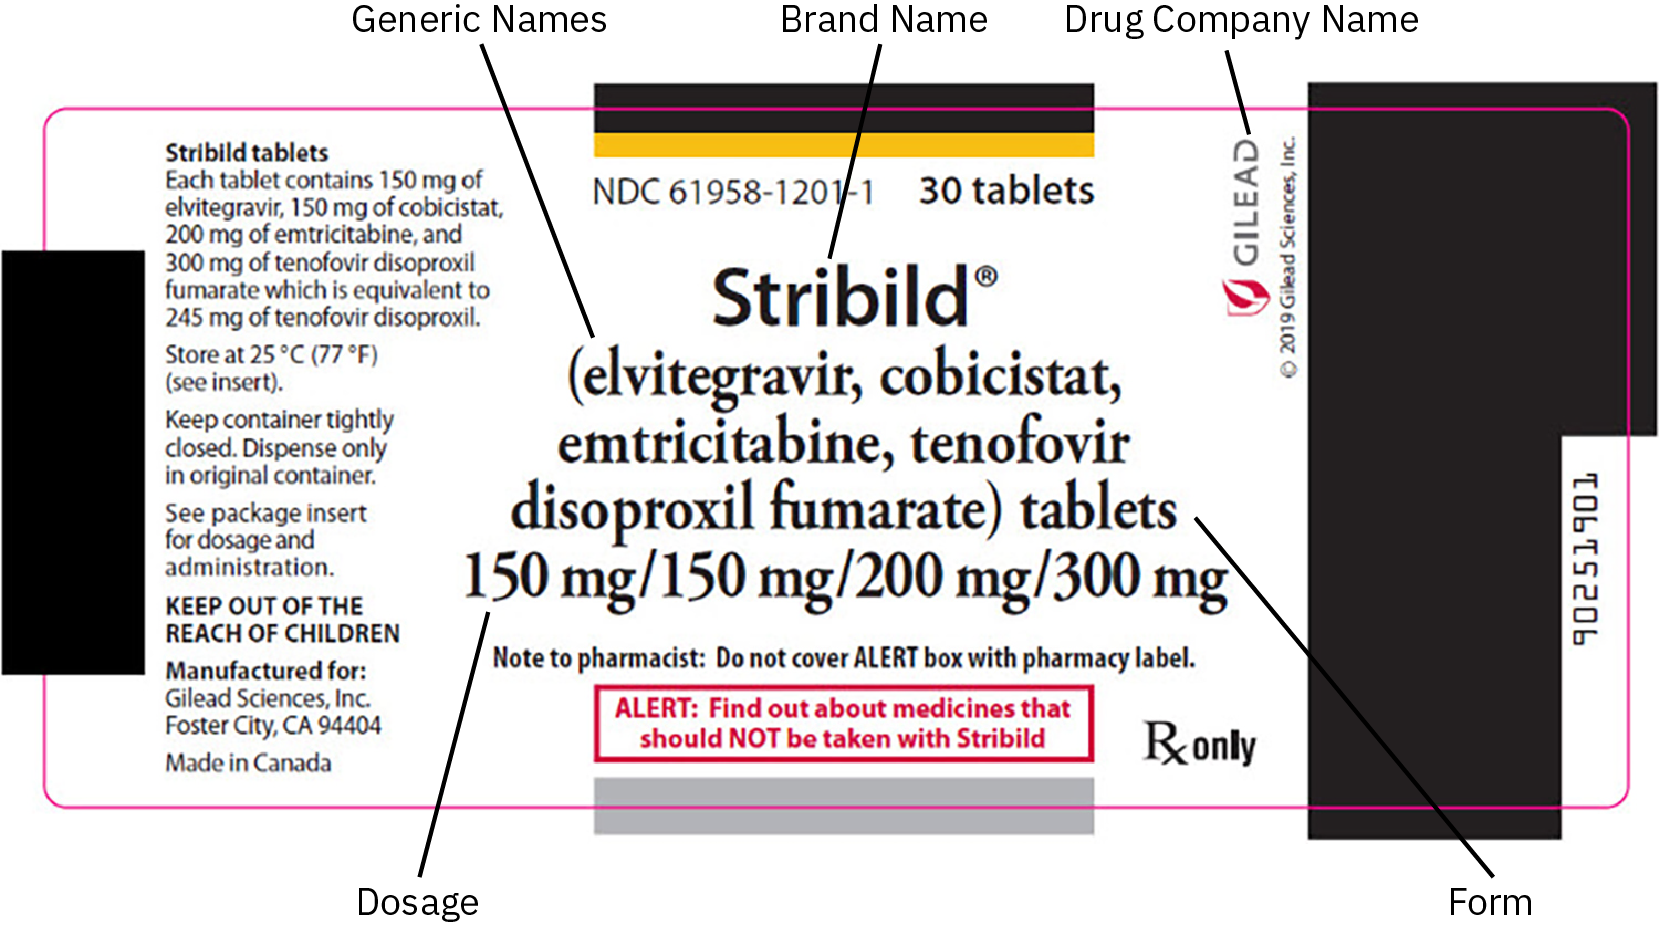 Generic Names
Brand Name
Drug Company Name
Stribild tablets
Each tablet contains 150 mg of
elvitegravir, 150 mg of cobicistat,
200 mg of emtricitabine, and
300 mg of tenofovir disoproxil
fumarate which is equivalent to
245 mg of tenofovir disoproxil.
Store at 25 °C (77 °F)
(see insert).
Keep container tightly
closed. Dispense only
in original container.
See package insert
for dosage and
administration.
KEEP OUT OF THE
REACH OF CHILDREN
Manufactured for:
Gilead Sciences, Inc.
Foster City, CA 94404
Made in Canada
NDC 61958-1201-1 30 tablets
Stribild®
(elvitegravir, cobicistat,
emtricitabine, tenofovir
disoproxil fumarate) tablets
150 mg/150 mg/200 mg/300 mg
Note to pharmacist: Do not cover ALERT box with pharmacy label.
ALERT: Find out about medicines that
should NOT be taken with Stribild
Rx only
GILEAD
© 2019 Gilead Sciences, Inc.
90251901
Dosage
Form